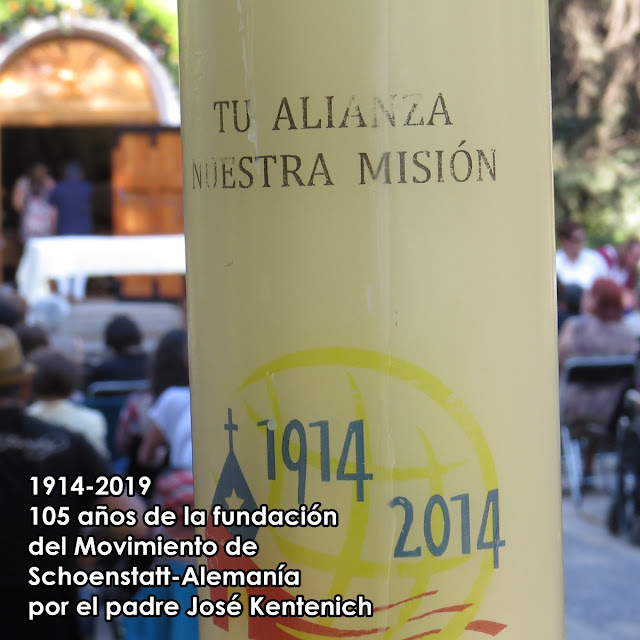 TU ALIANZA
NUESTRA MISIÓN
1914
2014
1914-2019
105 años de la fundación
del Movimiento de
Schoenstatt-Alemanía
por el padre José Kentenich